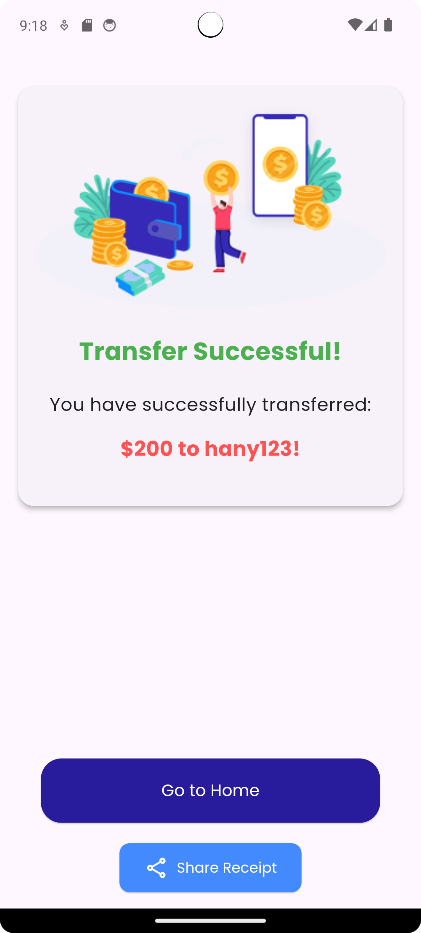 9:18
Transfer Successful!
You have successfully transferred:
$200 to hany123!
Go to Home
Share Receipt